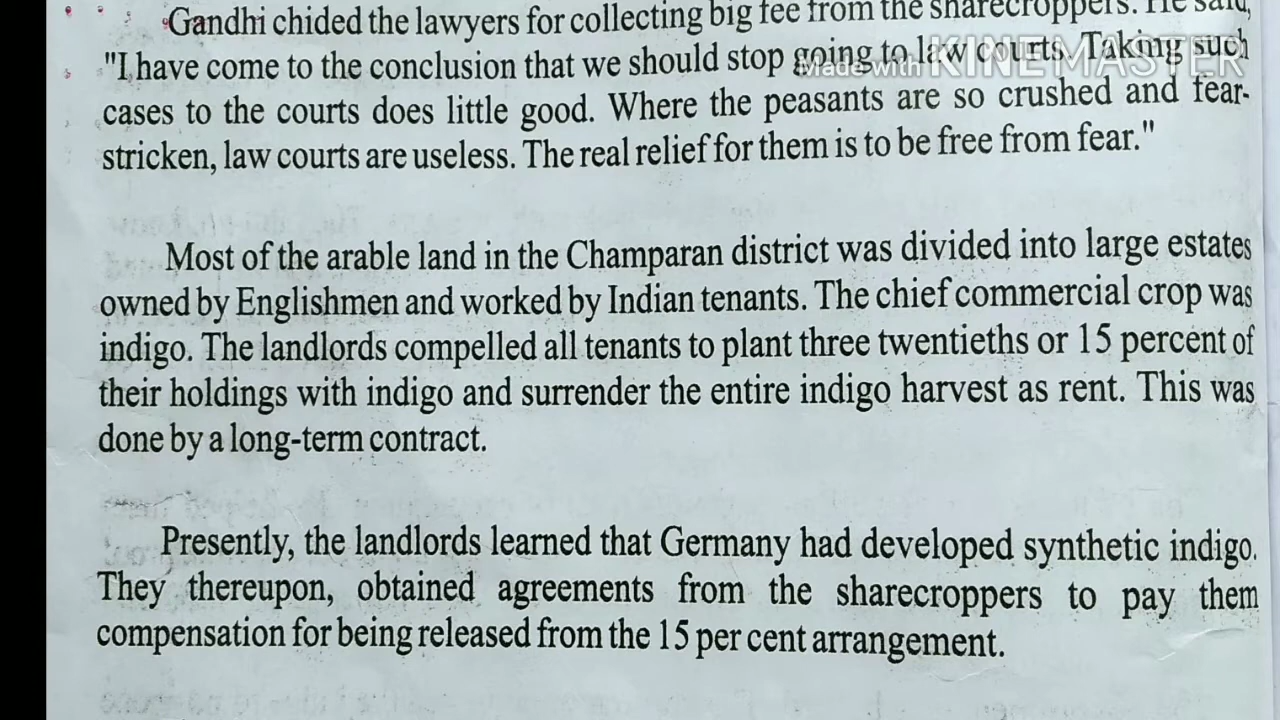 Gandhi chided the lawyers for collecting big fee from the sharecroppers. He said,
"I have come to the conclusion that we should stop going to law courts. Taking such
Made with KINEMASTER
cases to the courts does little good. Where the peasants are so crushed and fear-
stricken, law courts are useless. The real relief for them is to be free from fear."
Most of the arable land in the Champaran district was divided into large estates
owned by Englishmen and worked by Indian tenants. The chief commercial crop was
indigo. The landlords compelled all tenants to plant three twentieths or 15 percent of
their holdings with indigo and surrender the entire indigo harvest as rent. This was
done by a long-term contract.
Presently, the landlords learned that Germany had developed synthetic indigo.
They thereupon, obtained agreements from the sharecroppers to pay them
compensation for being released from the 15 per cent arrangement.